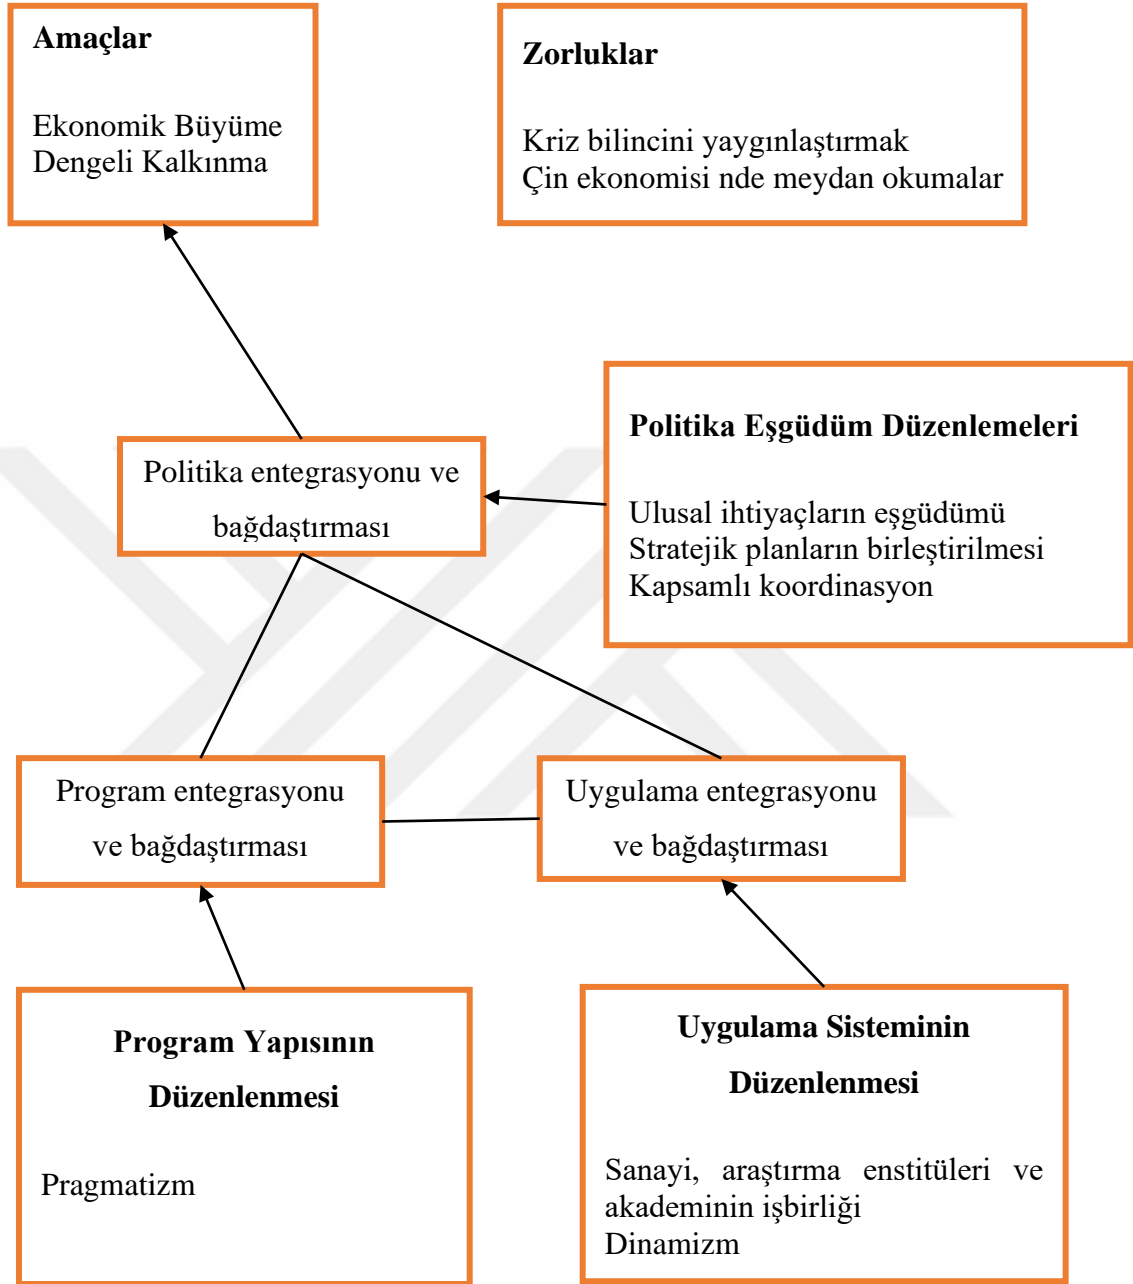 Amaçlar
Ekonomik Büyüme
Dengeli Kalkınma
Zorluklar
Kriz bilincini yaygınlaştırmak
Çin ekonomisi nde meydan okumalar
Politika Eşgüdüm Düzenlemeleri
Ulusal ihtiyaçların eşgüdümü
Stratejik planların birleştirilmesi
Kapsamlı koordinasyon
Politika entegrasyonu ve
bağdaştırması
Program entegrasyonu
ve bağdaştırması
Uygulama entegrasyonu
ve bağdaştırması
Program Yapısının
Düzenlenmesi
Pragmatizm
Uygulama Sisteminin
Düzenlenmesi
Sanayi, araştırma enstitüleri ve
akademinin işbirliği
Dinamizm